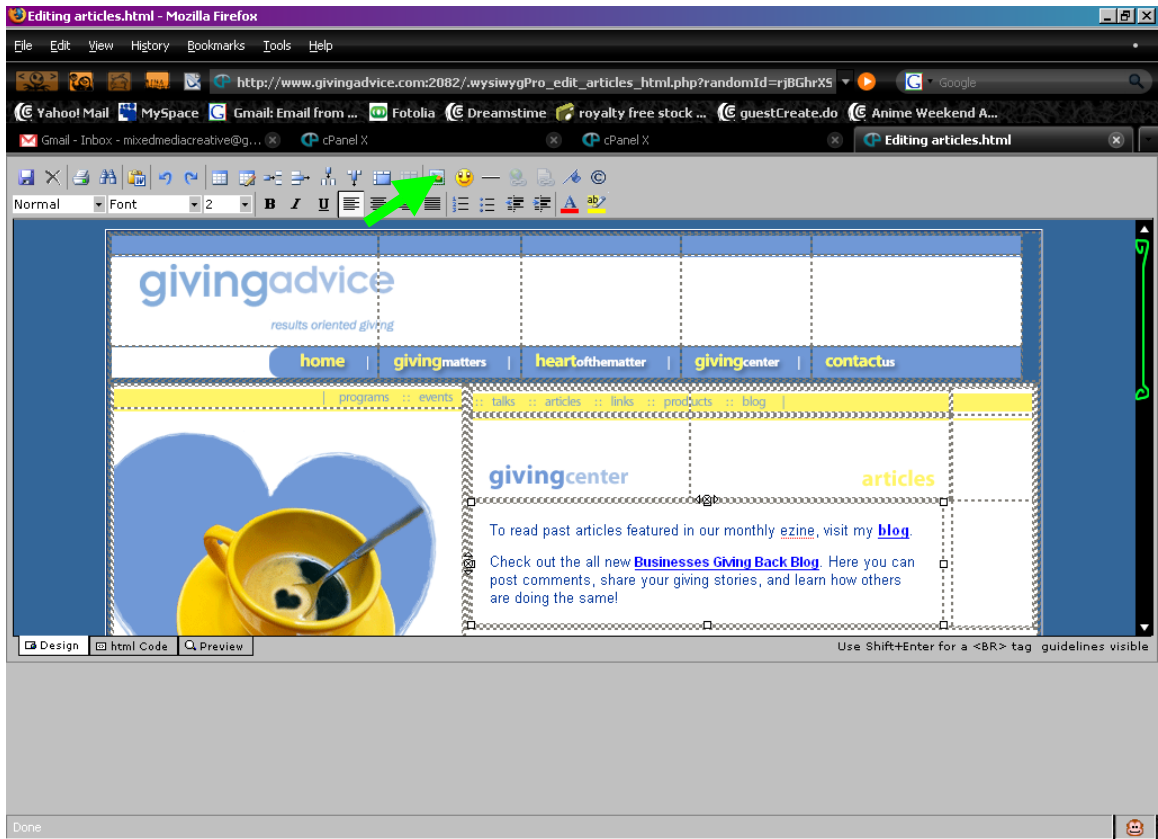 Editing articles.html - Mozilla Firefox
File Edit View History Bookmarks Tools Help
http://www.givingadvice.com:2082/.wysiwygPro_edit_articles_html.php?randomId=rjBGhrXS G Google
Yahoo! Mail MySpace G Gmail: Email from ... Fotolia Dreamstime royalty free stock ... guestCreate.do Anime Weekend A...
Gmail - Inbox - mixedmediacreative@g... cPanel X cPanel X Editing articles.html
Normal Font 2 B I U A ab
givingadvice
results oriented giving
home | givingmatters | heartofthematter | givingcenter | contactus
| programs :: events :: talks :: articles :: links :: products :: blog |
givingcenter articles
To read past articles featured in our monthly ezine, visit my blog.
Check out the all new Businesses Giving Back Blog. Here you can
post comments, share your giving stories, and learn how others
are doing the same!
Design html Code Preview Use Shift+Enter for a <BR> tag guidelines visible
Done